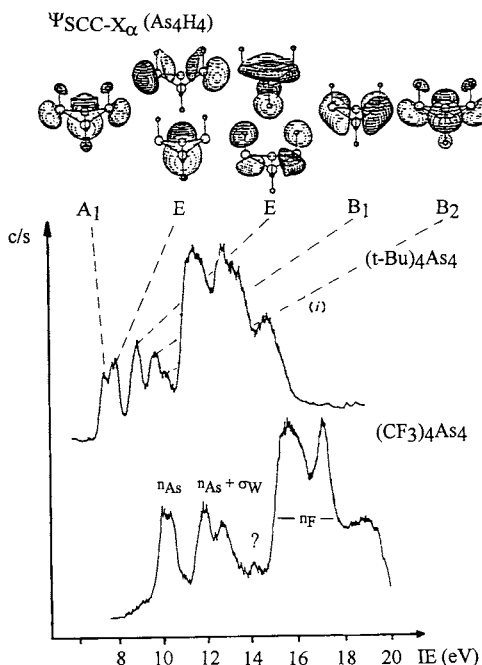 ΨSCC-Xα (As4H4)
A1 E E B1 B2
c/s
(t-Bu)4As4
(i)
(CF3)4As4
nAs nAs + σW
?
nF
8 10 12 14 16 18 20 IE (eV)